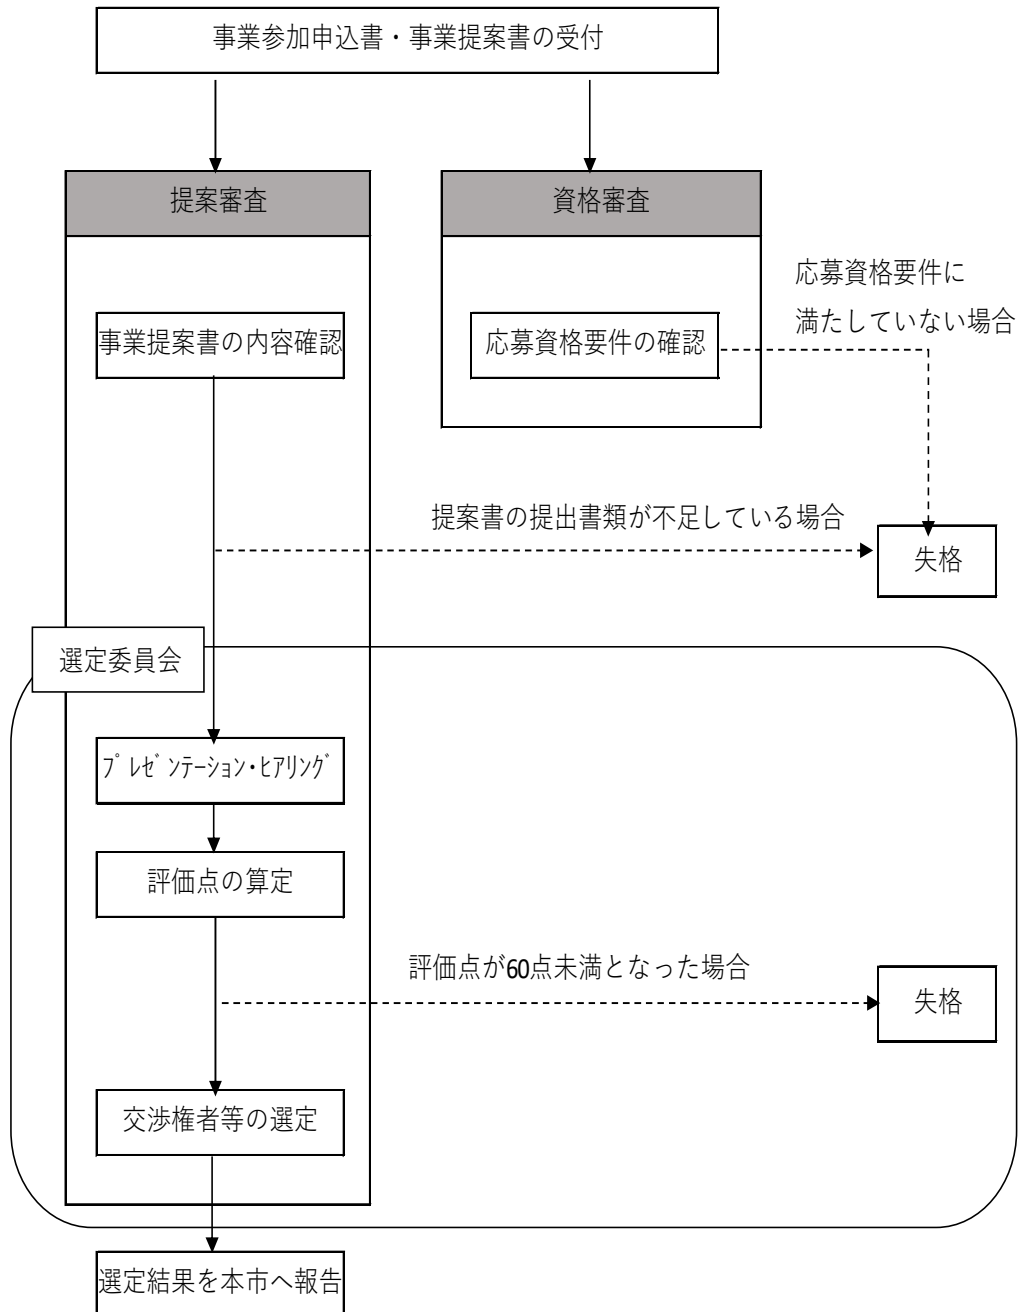 事業参加申込書・事業提案書の受付
提案審査
資格審査
応募資格要件に
満たしていない場合
事業提案書の内容確認
応募資格要件の確認
提案書の提出書類が不足している場合
失格
選定委員会
ﾌﾟﾚｾﾞﾝﾃｰｼｮﾝ・ﾋｱﾘﾝｸﾞ
評価点の算定
評価点が60点未満となった場合
失格
交渉権者等の選定
選定結果を本市へ報告